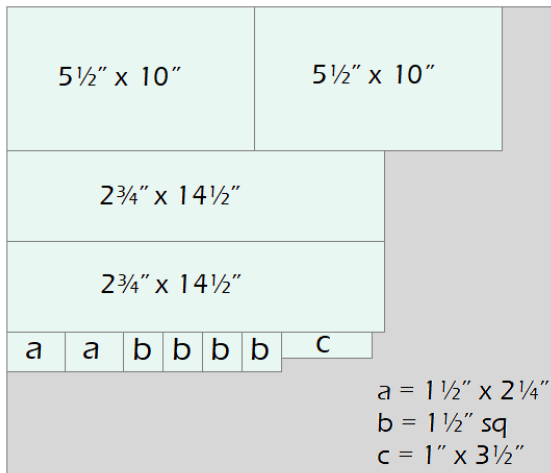 5½" x 10" 5½" x 10"
2¾" x 14½"
2¾" x 14½"
a a b b b b c
a = 1½" x 2¼"
b = 1½" sq
c = 1" x 3½"